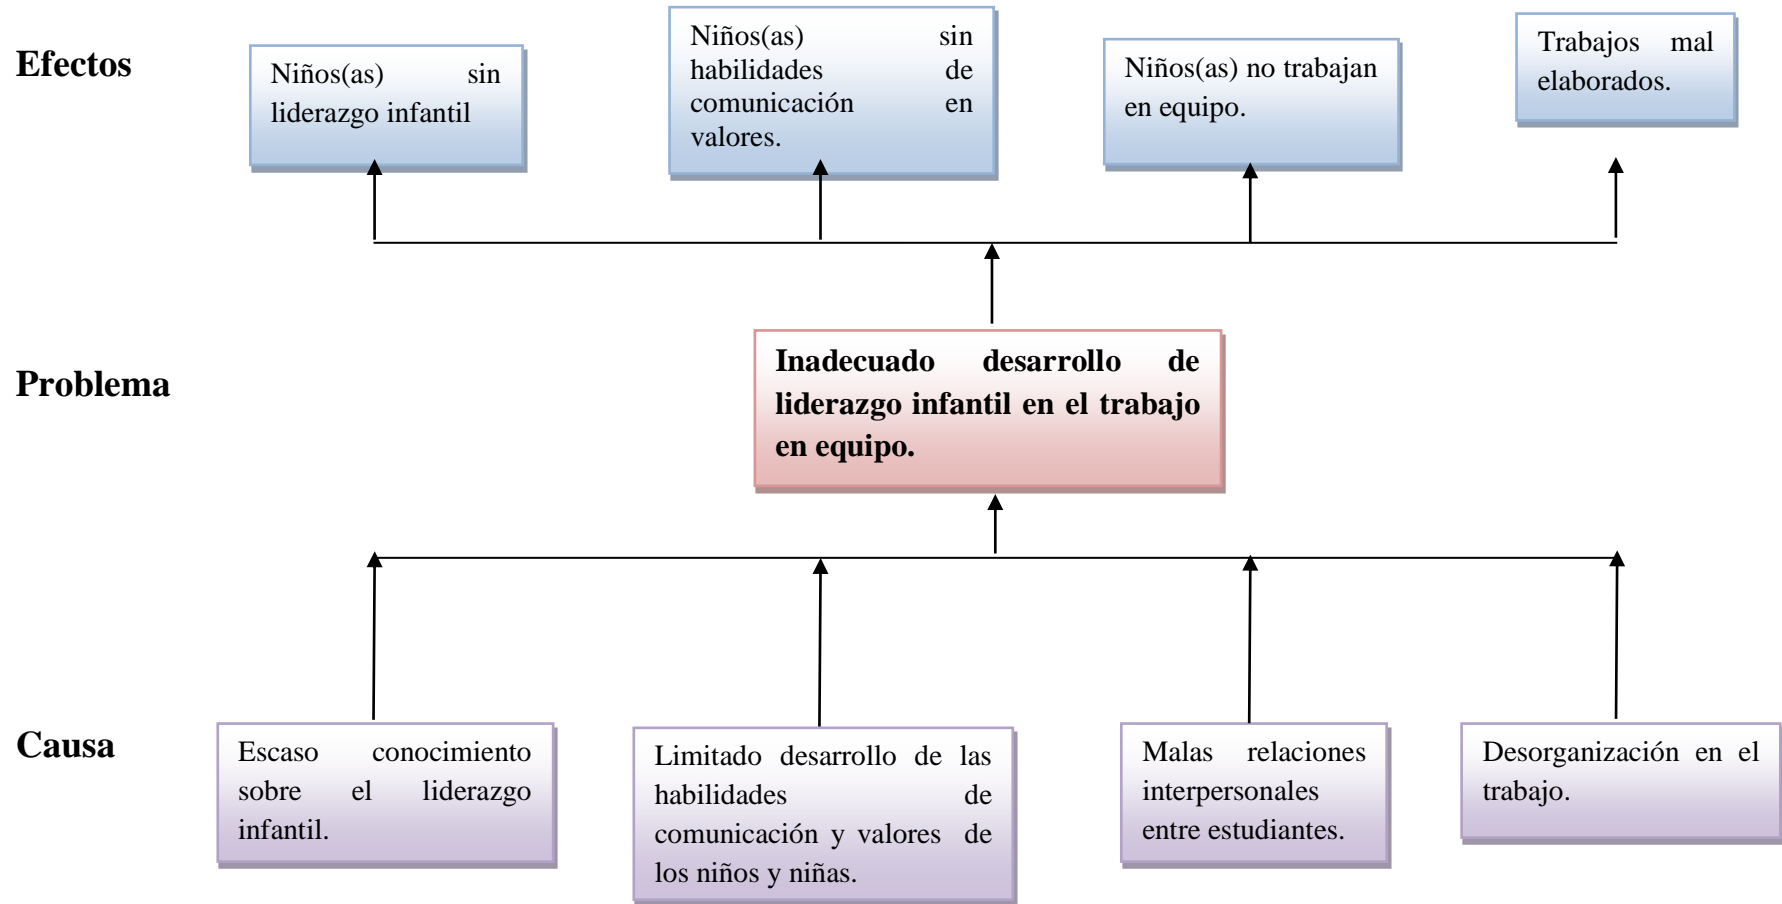 Efectos
Niños(as) sin
liderazgo infantil
Niños(as) sin
habilidades de
comunicación en
valores.
Niños(as) no trabajan
en equipo.
Trabajos mal
elaborados.
Problema
Inadecuado desarrollo de
liderazgo infantil en el trabajo
en equipo.
Causa
Escaso conocimiento
sobre el liderazgo
infantil.
Limitado desarrollo de las
habilidades de
comunicación y valores de
los niños y niñas.
Malas relaciones
interpersonales
entre estudiantes.
Desorganización en el
trabajo.